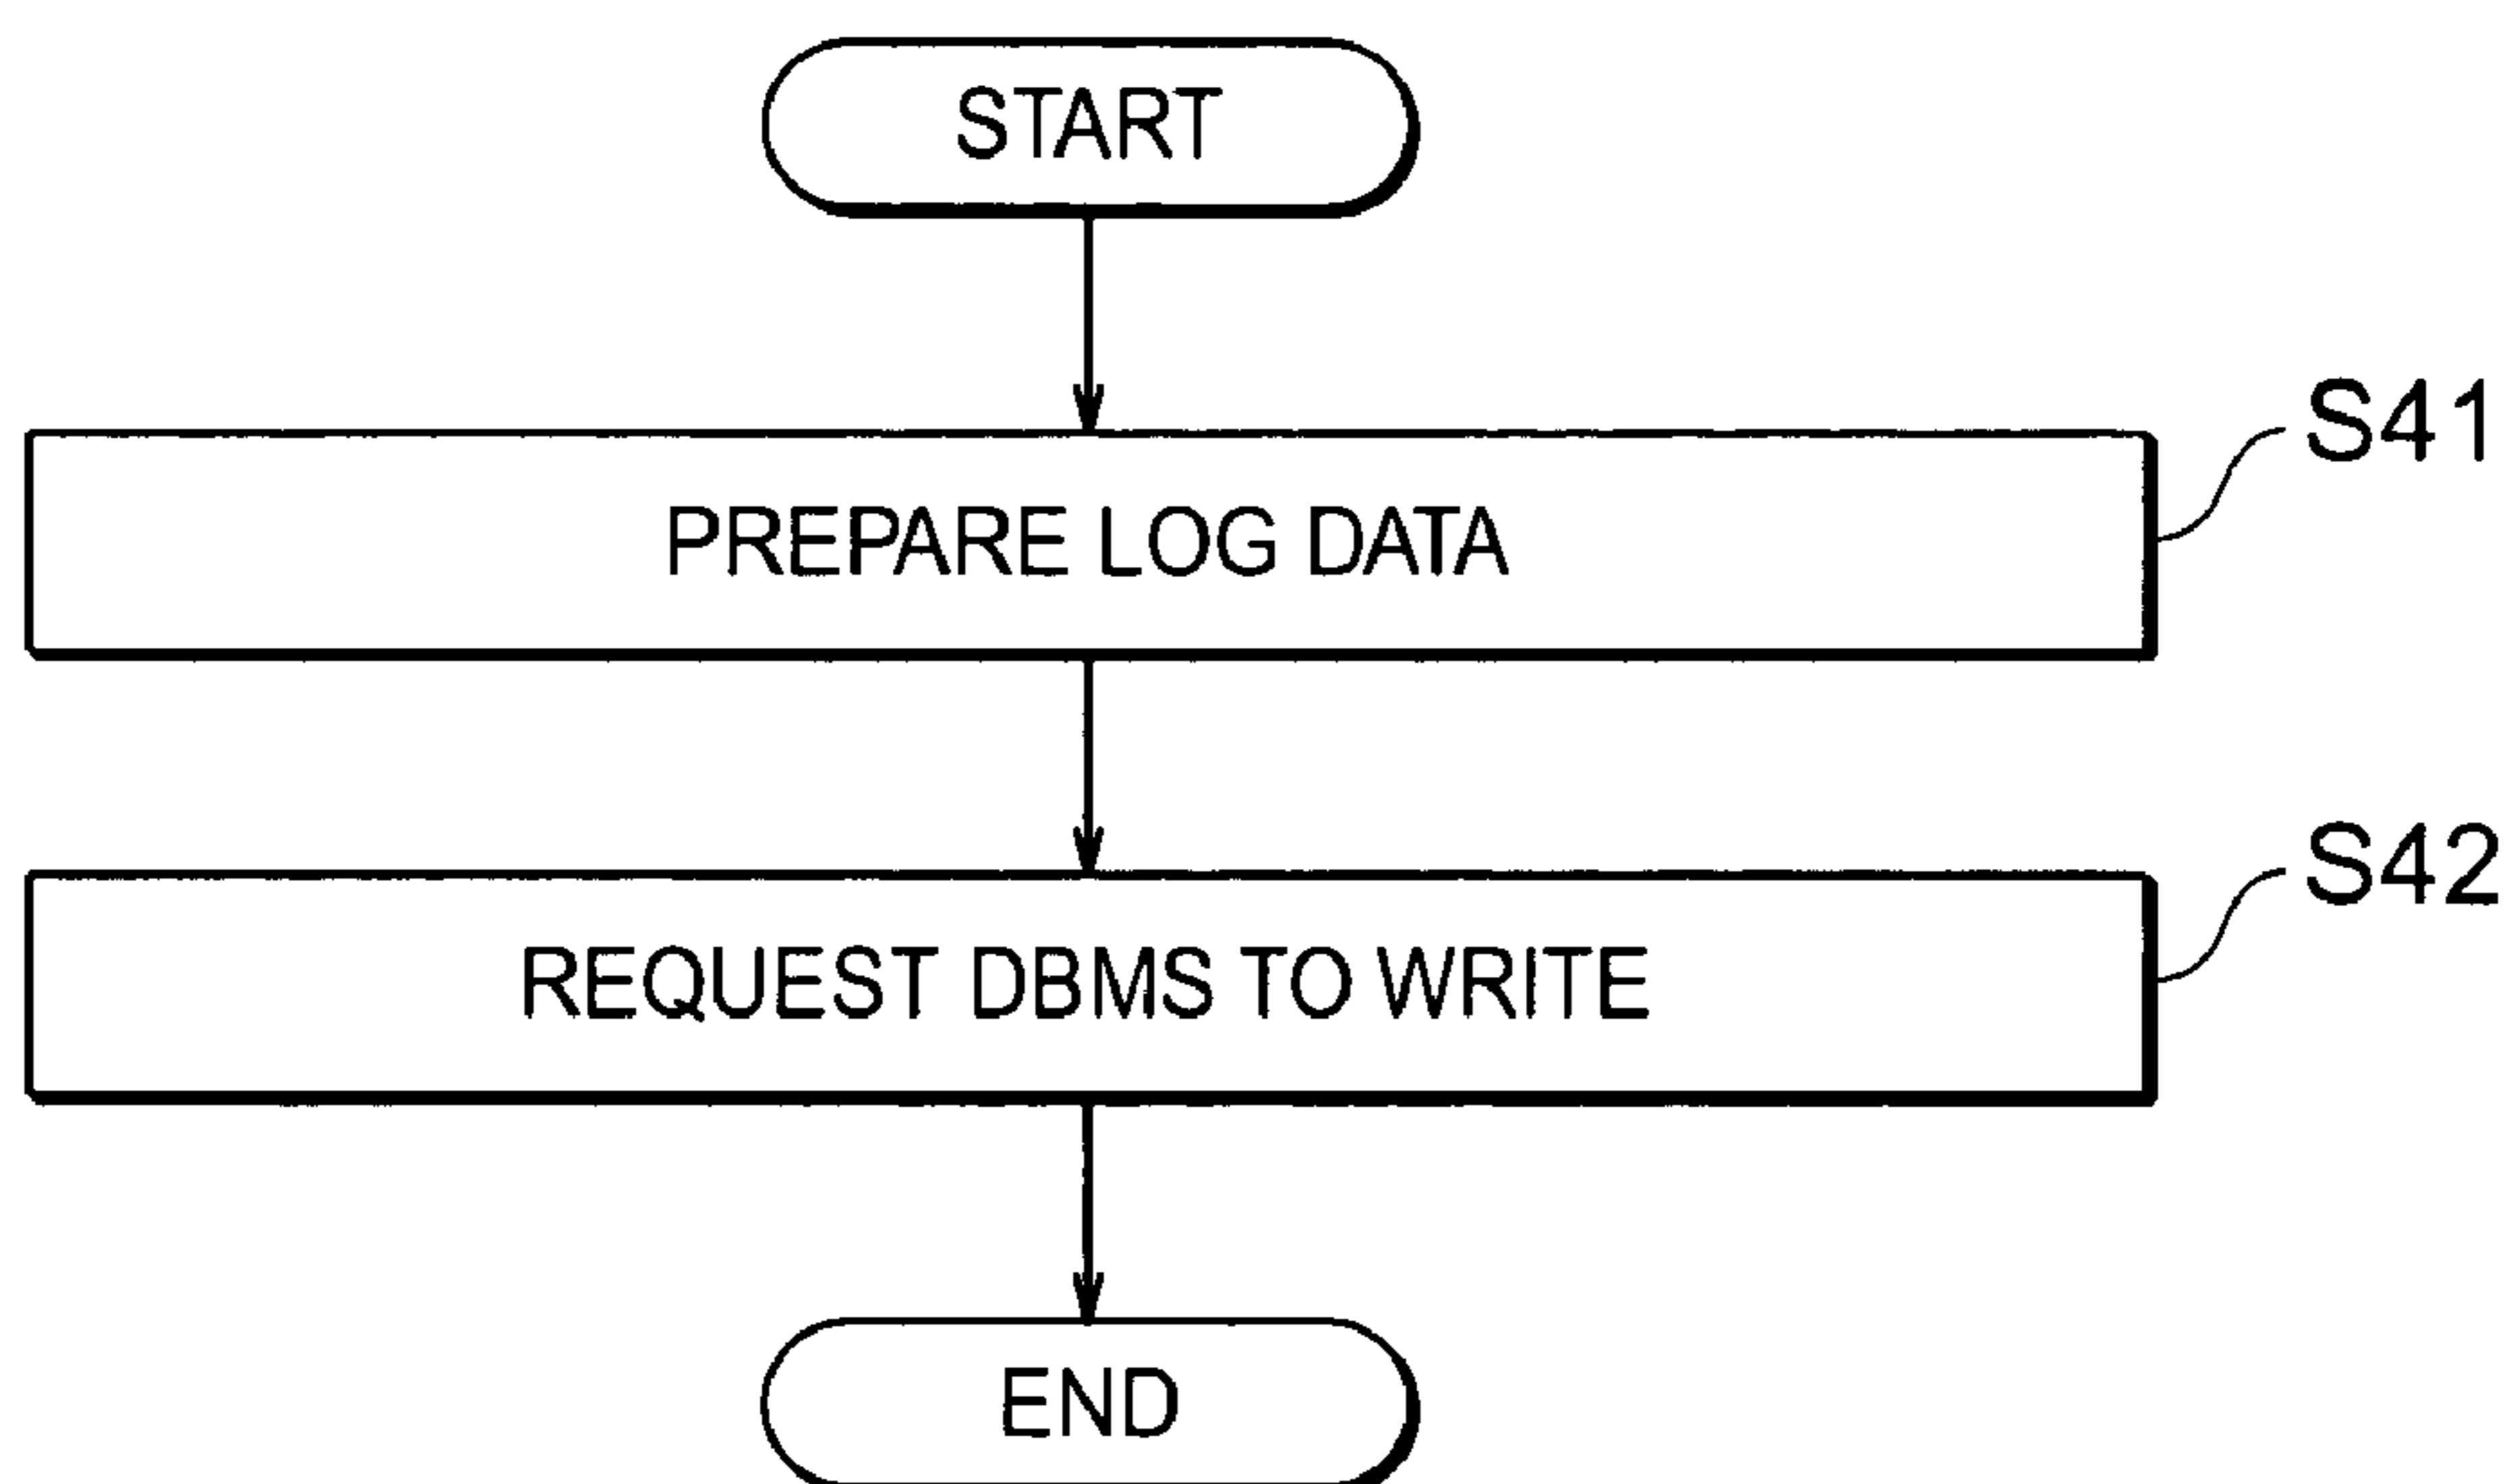 START
S41
PREPARE LOG DATA
S42
REQUEST DBMS TO WRITE
END